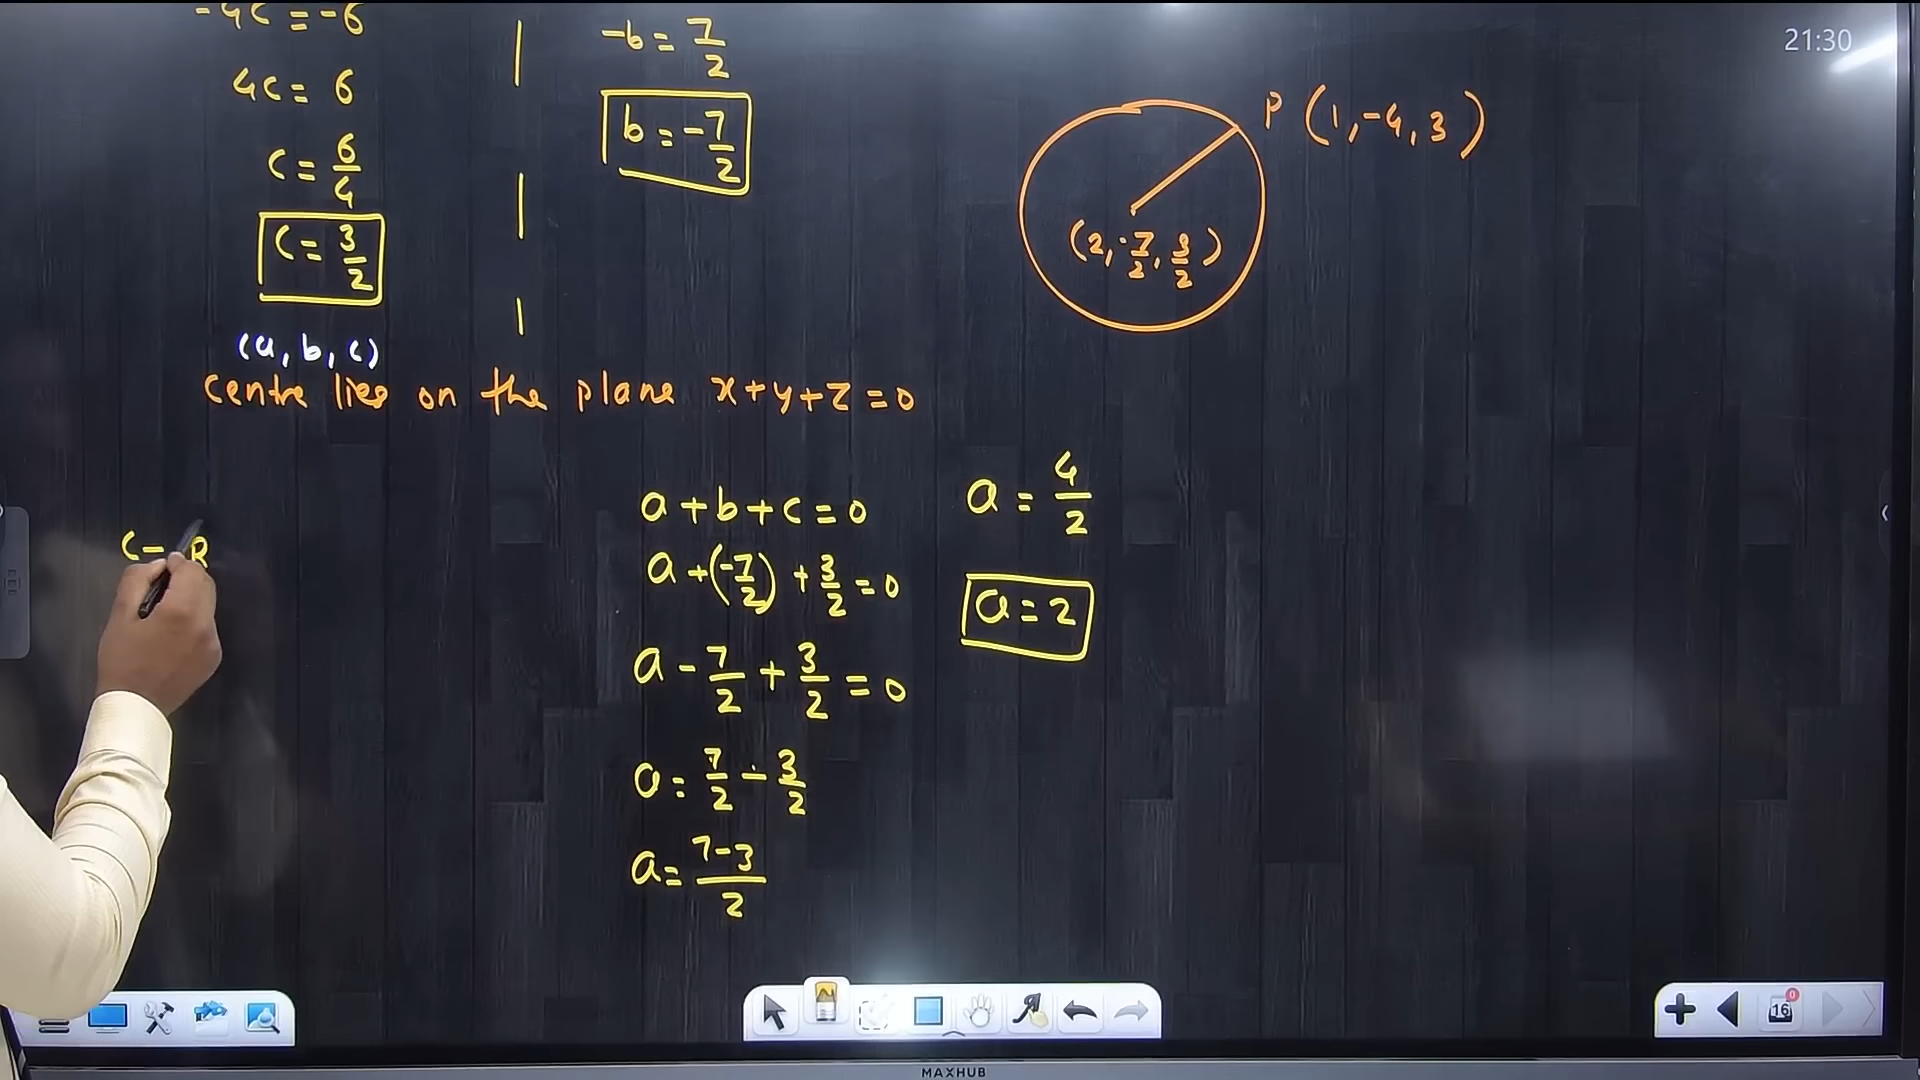 -4c = -6
4c = 6
c = 6/4
c = 3/2
-b = 7/2
b = -7/2
21:30
P (1, -4, 3)
(2, -7/2, 3/2)
(a, b, c)
centre lies on the plane x+y+z=0
a + b + c = 0
a + (-7/2) + 3/2 = 0
a - 7/2 + 3/2 = 0
a = 7/2 - 3/2
a = 7-3/2
a = 4/2
a = 2
C - R
16
0
MAXHUB